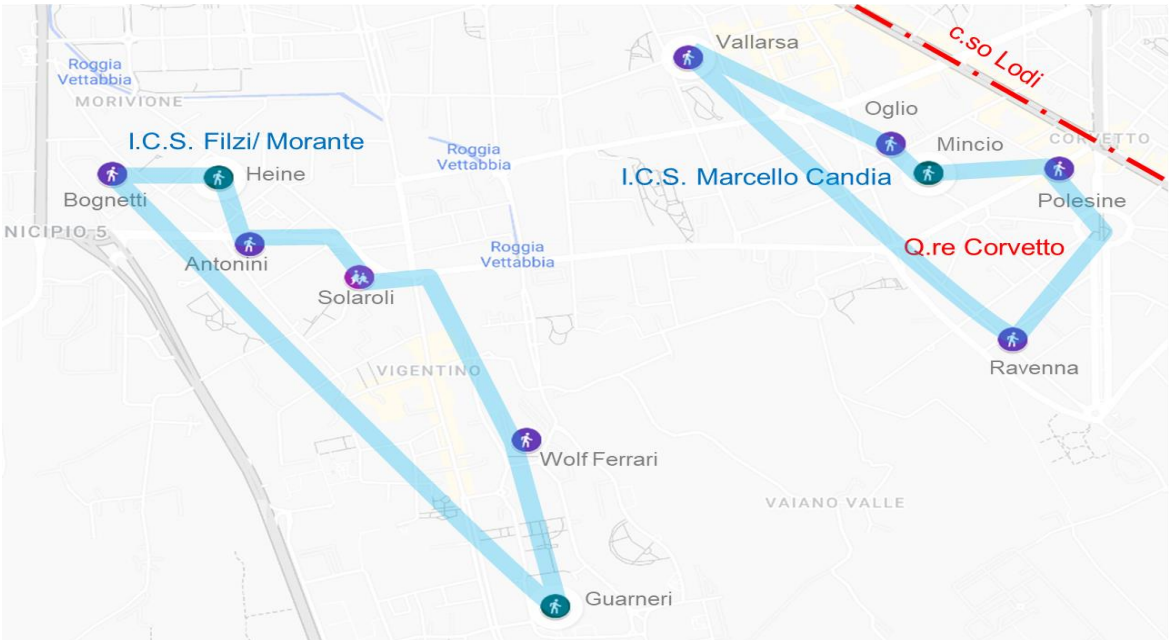 c.so Lodi
Vallarsa
Roggia
Vettabbia
MORIVIONE
Oglio
I.C.S. Filzi/ Morante
CORVETTO
Mincio
Roggia
Vettabbia
Heine
I.C.S. Marcello Candia
Bognetti
Polesine
NICIPIO 5
Roggia
Vettabbia
Q.re Corvetto
Antonini
Solaroli
Ravenna
VIGENTINO
Wolf Ferrari
VAIANO VALLE
Guarneri